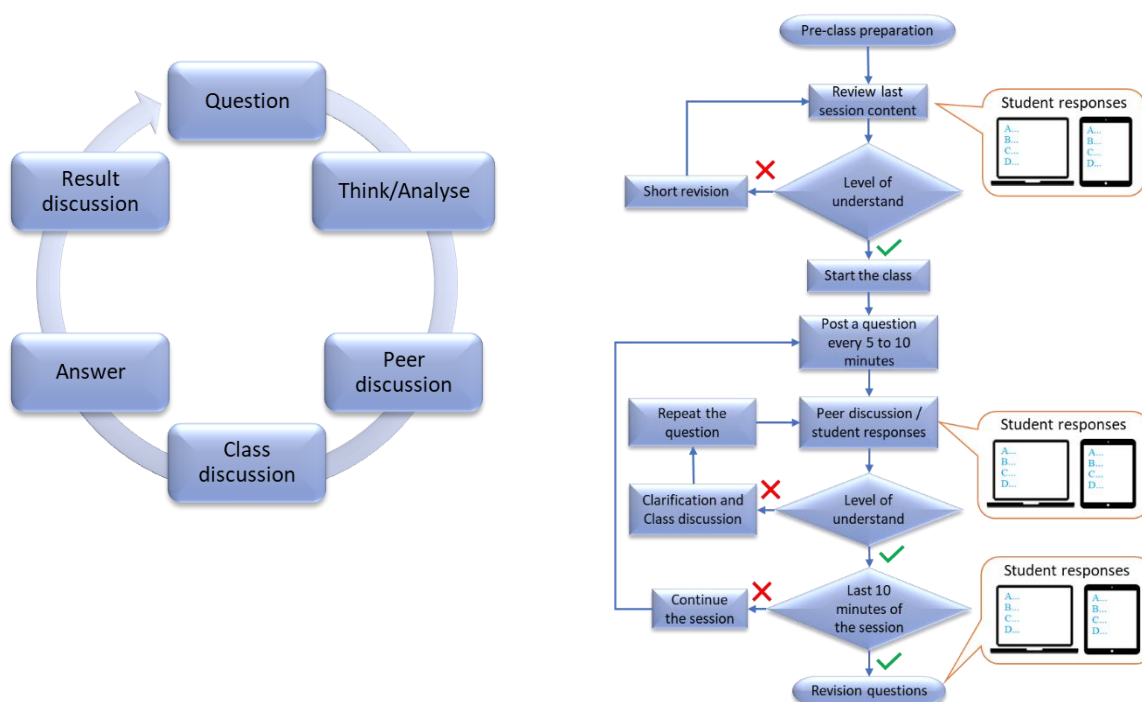 Question
Think/Analyse
Peer
discussion
Class
discussion
Answer
Result
discussion
Pre-class preparation
Review last
session content
Student responses
A...
B...
C...
D...
A...
B...
C...
D...
Level of
understand
Short revision
Start the class
Post a question
every 5 to 10
minutes
Peer discussion /
student responses
Student responses
A...
B...
C...
D...
A...
B...
C...
D...
Repeat the
question
Level of
understand
Clarification and
Class discussion
Last 10
minutes of
the session
Continue
the session
Student responses
A...
B...
C...
D...
A...
B...
C...
D...
Revision questions